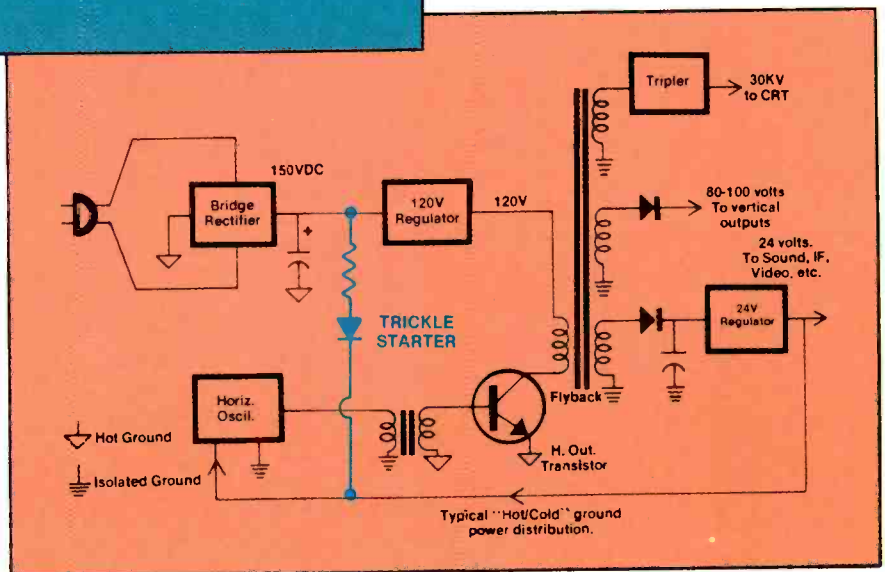 Tripler
30KV
to CRT
150VDC
Bridge
Rectifier
120V
Regulator
120V
80-100 volts
To vertical
outputs
24 volts.
To Sound, IF,
Video, etc.
+
TRICKLE
STARTER
24V
Regulator
Horiz.
Oscil.
Flyback
Hot Ground
H. Out.
Transistor
Isolated Ground
Typical "Hot/Cold" ground
power distribution.